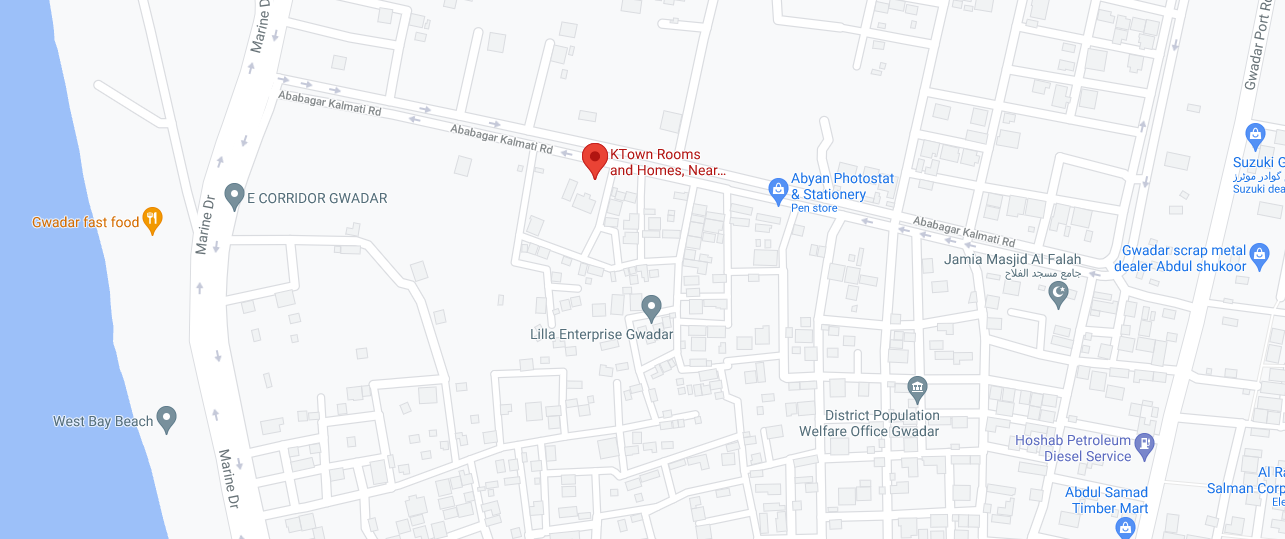 Marine D
Gwadar Port Ro
Ababagar Kalmati Rd
Ababagar Kalmati Rd
KTown Rooms
and Homes, Near...
Suzuki G
گوادر موٹرز
Suzuki dea
Abyan Photostat
& Stationery
Pen store
E CORRIDOR GWADAR
Gwadar fast food
Marine Dr
Ababagar Kalmati Rd
Jamia Masjid Al Falah
جامع مسجد الفلاح
Gwadar scrap metal
dealer Abdul shukoor
Lilla Enterprise Gwadar
West Bay Beach
District Population
Welfare Office Gwadar
Hoshab Petroleum
Diesel Service
Marine Dr
Al Ra
Salman Corp
Ele
Abdul Samad
Timber Mart